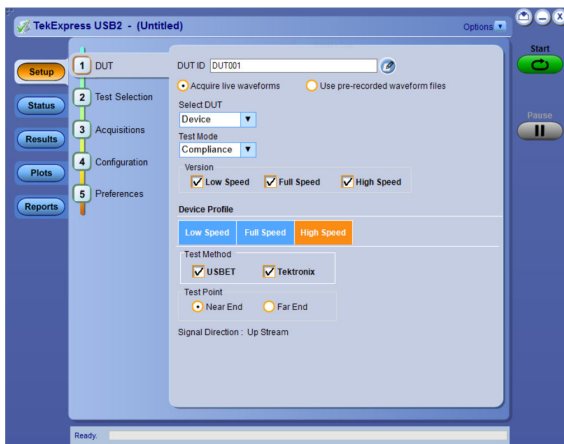 TekExpress USB2 - (Untitled)
Options
Start
Setup
Status
Results
Plots
Reports
Pause
1 DUT
2 Test Selection
3 Acquisitions
4 Configuration
5 Preferences
DUT ID DUT001
Acquire live waveforms Use pre-recorded waveform files
Select DUT
Device
Test Mode
Compliance
Version
Low Speed Full Speed High Speed
Device Profile
Low Speed Full Speed High Speed
Test Method
USBET Tektronix
Test Point
Near End Far End
Signal Direction : Up Stream
Ready.